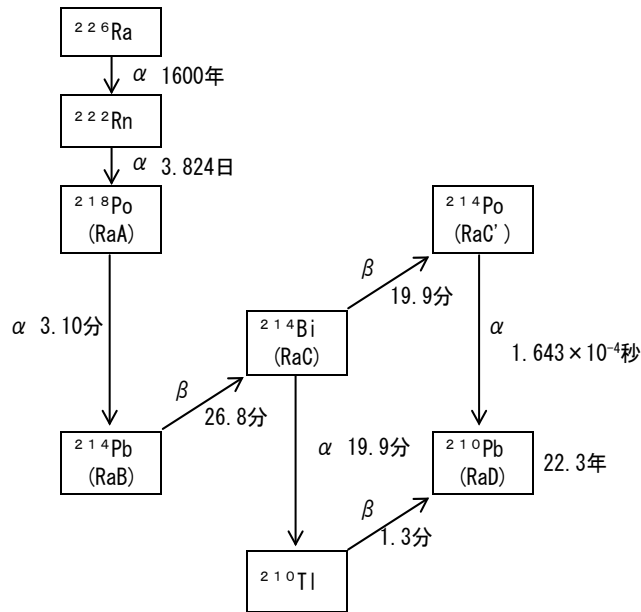 ²²⁶Ra
α 1600年
²²²Rn
α 3.824日
²¹⁸Po
(RaA)
²¹⁴Po
(RaC')
β
19.9分
α 3.10分
²¹⁴Bi
(RaC)
α
1.643×10⁻⁴秒
β
26.8分
²¹⁴Pb
(RaB)
α 19.9分
²¹⁰Pb
(RaD)
22.3年
β
1.3分
²¹⁰Tl